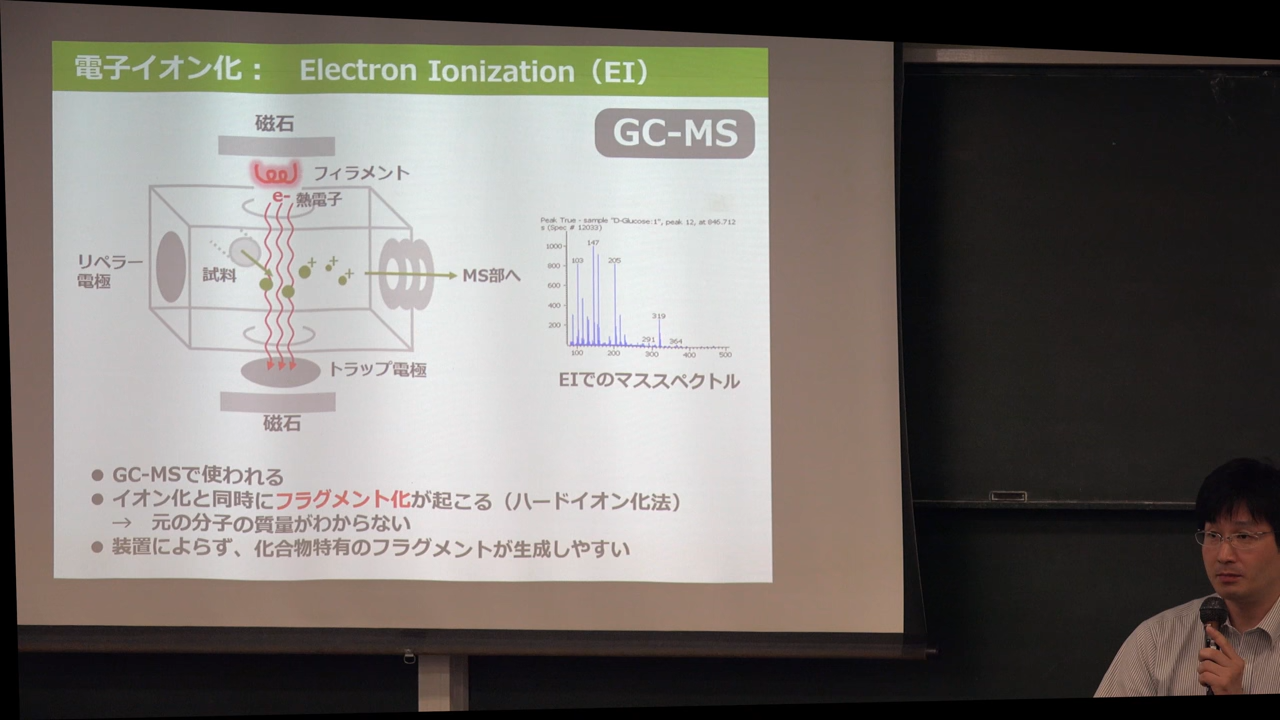 電子イオン化： Electron Ionization（EI）
GC-MS
磁石
フィラメント
e-
熱電子
リペラー
電極
試料
+
+
+
MS部へ
トラップ電極
磁石
Peak True - sample "D-Glucose:1", peak 12, at 846.712
s (Spec # 12033)
1000
800
600
400
200
147
103
205
319
291
364
100 200 300 400 500
EIでのマススペクトル
● GC-MSで使われる
● イオン化と同時にフラグメント化が起こる（ハードイオン化法）
→ 元の分子の質量がわからない
● 装置によらず、化合物特有のフラグメントが生成しやすい